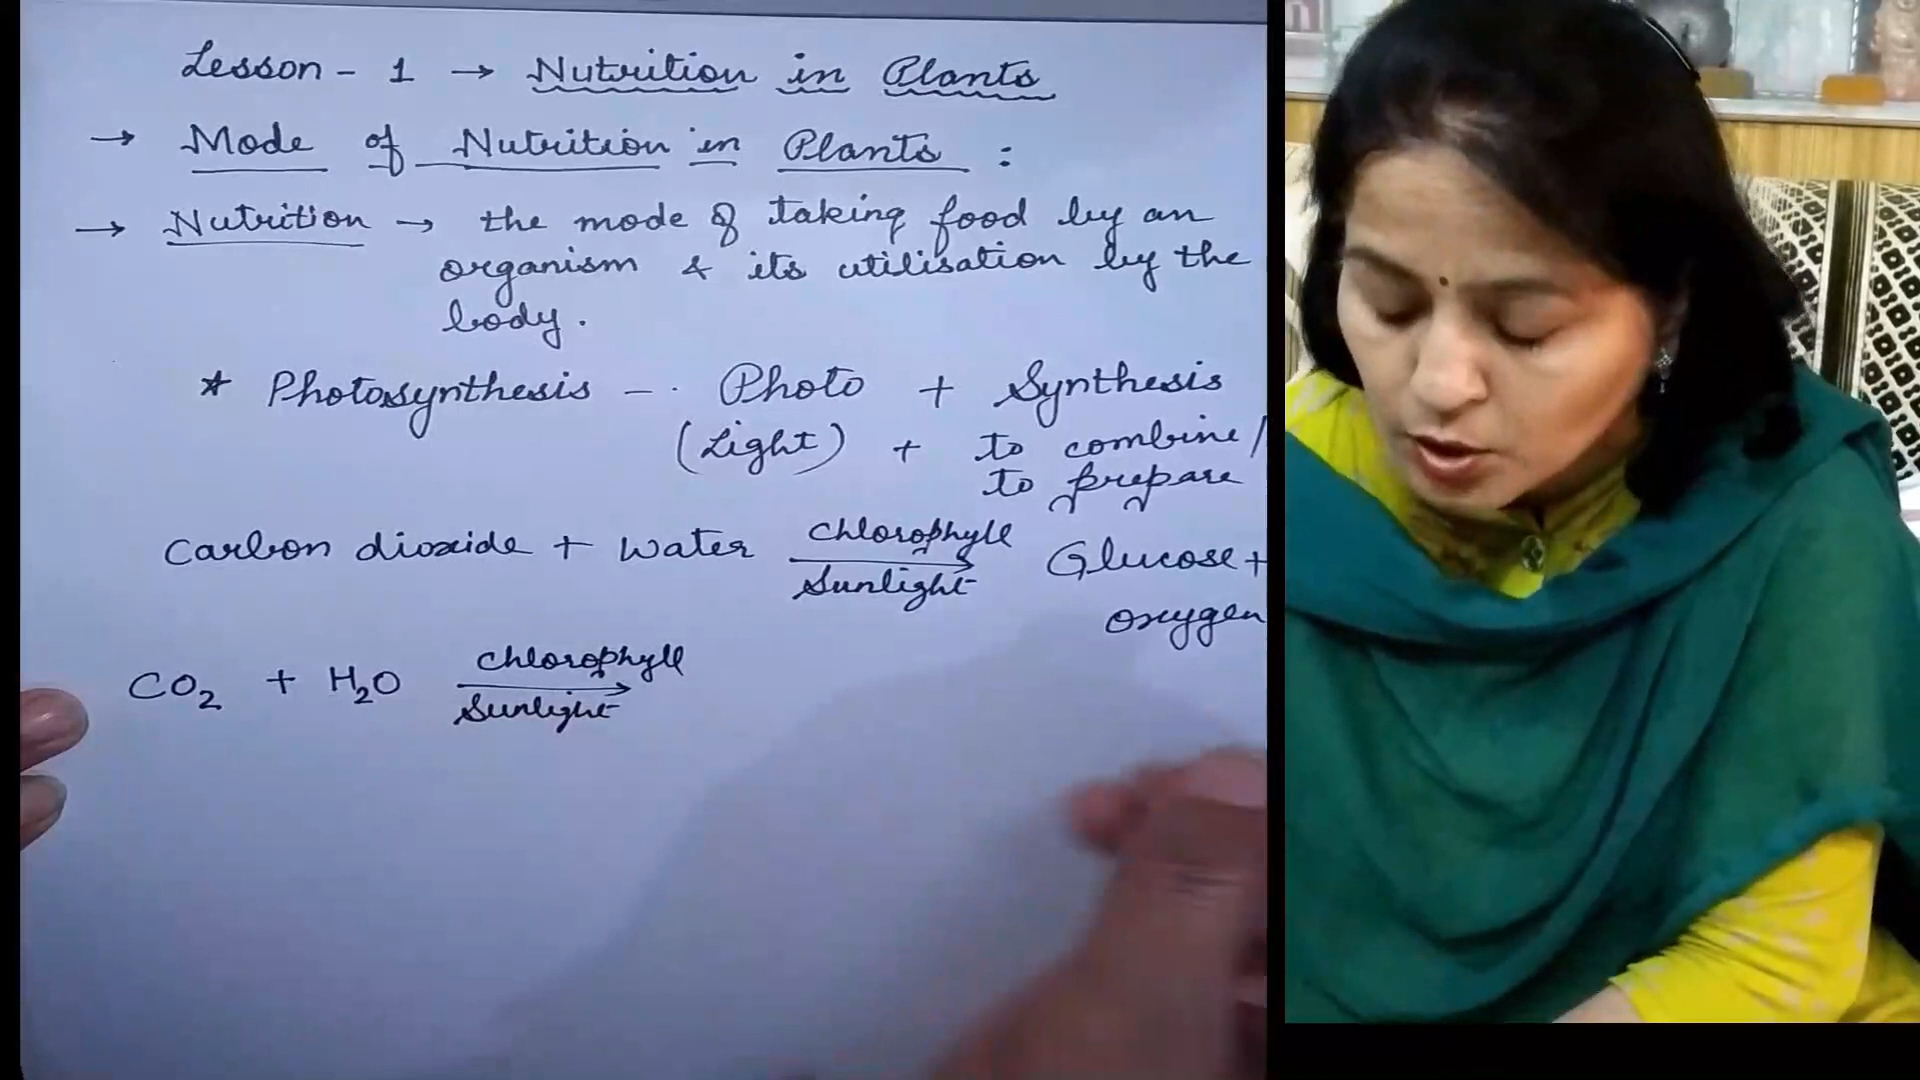 Lesson - 1 → Nutrition in Plants
→ Mode of Nutrition in Plants :
→ Nutrition → the mode of taking food by an
organism & its utilisation by the
body.
* Photosynthesis - . Photo + Synthesis
(Light) + to combine/
to prepare
Carbon dioxide + Water Chlorophyll Glucose +
Sunlight
oxygen
CO₂ + H₂O Chlorophyll
Sunlight